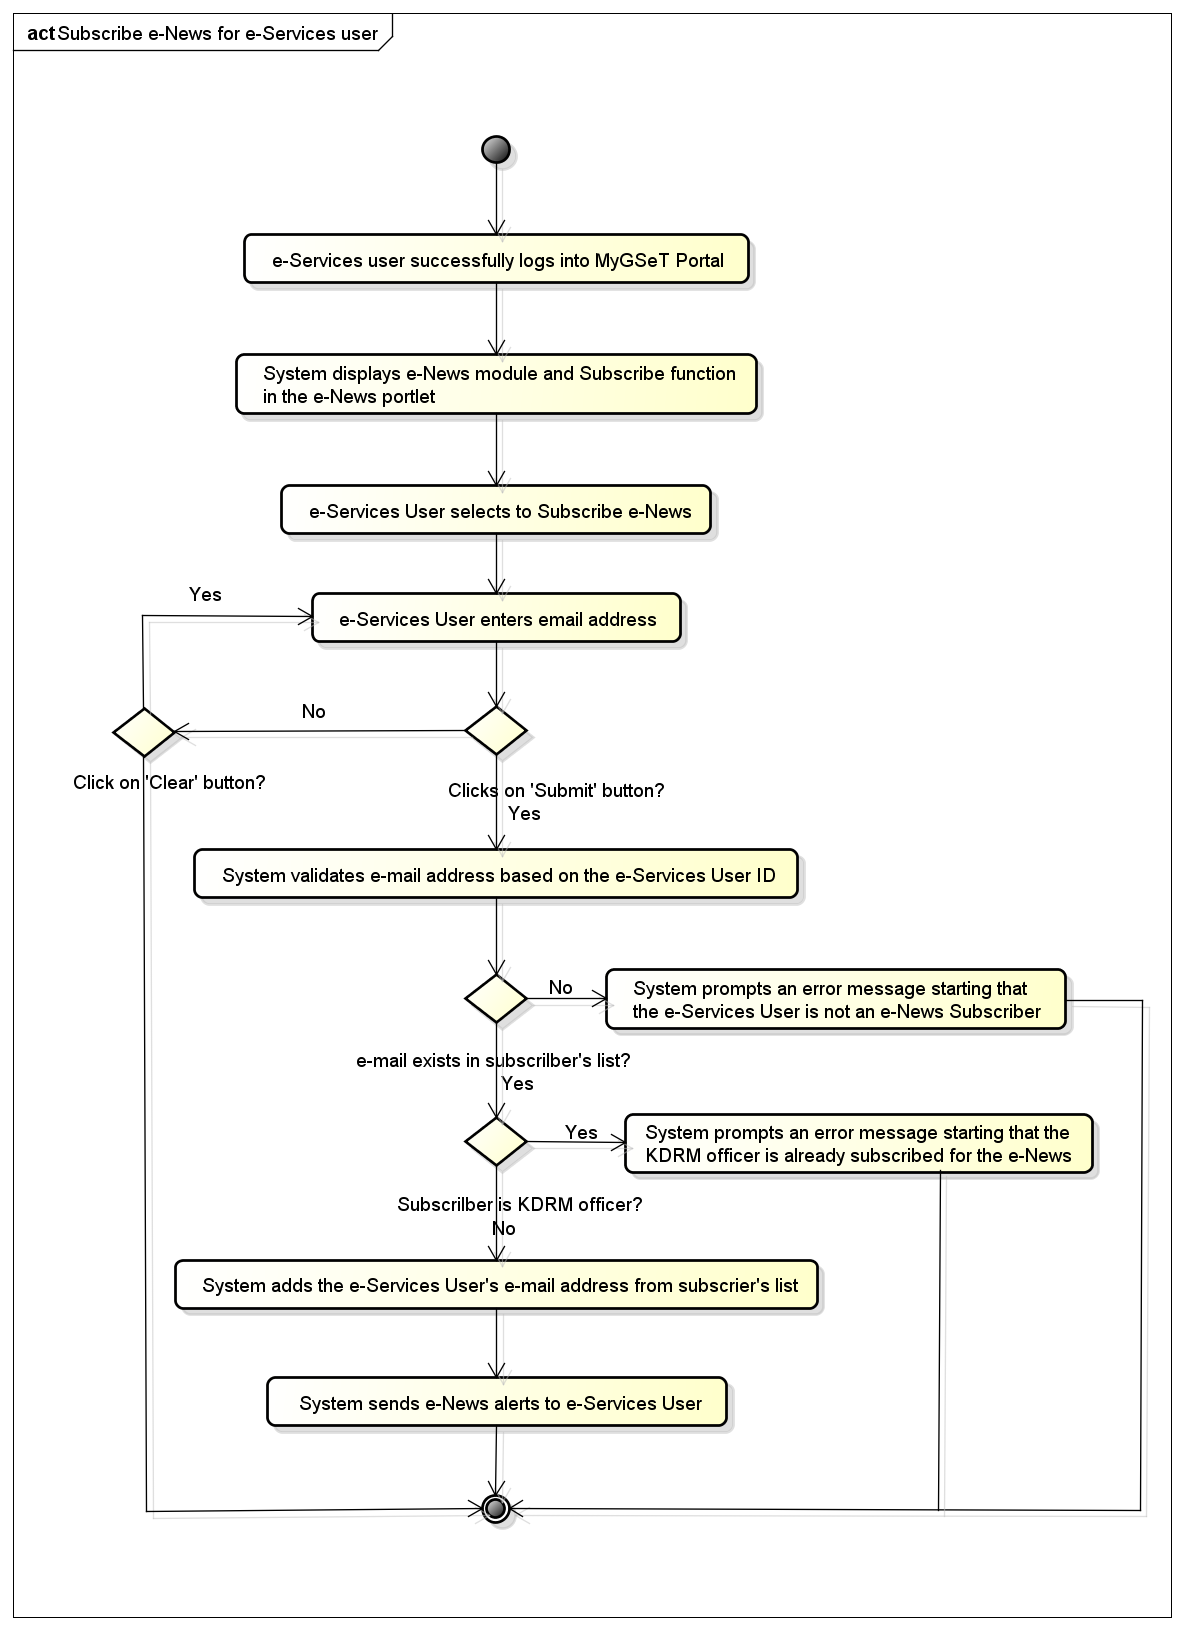 act Subscribe e-News for e-Services user
e-Services user successfully logs into MyGSeT Portal
System displays e-News module and Subscribe function
in the e-News portlet
e-Services User selects to Subscribe e-News
Yes
e-Services User enters email address
No
Click on 'Clear' button?
Clicks on 'Submit' button?
Yes
System validates e-mail address based on the e-Services User ID
No
System prompts an error message starting that
the e-Services User is not an e-News Subscriber
e-mail exists in subscrilber's list?
Yes
Yes
System prompts an error message starting that the
KDRM officer is already subscribed for the e-News
Subscrilber is KDRM officer?
No
System adds the e-Services User's e-mail address from subscrier's list
System sends e-News alerts to e-Services User